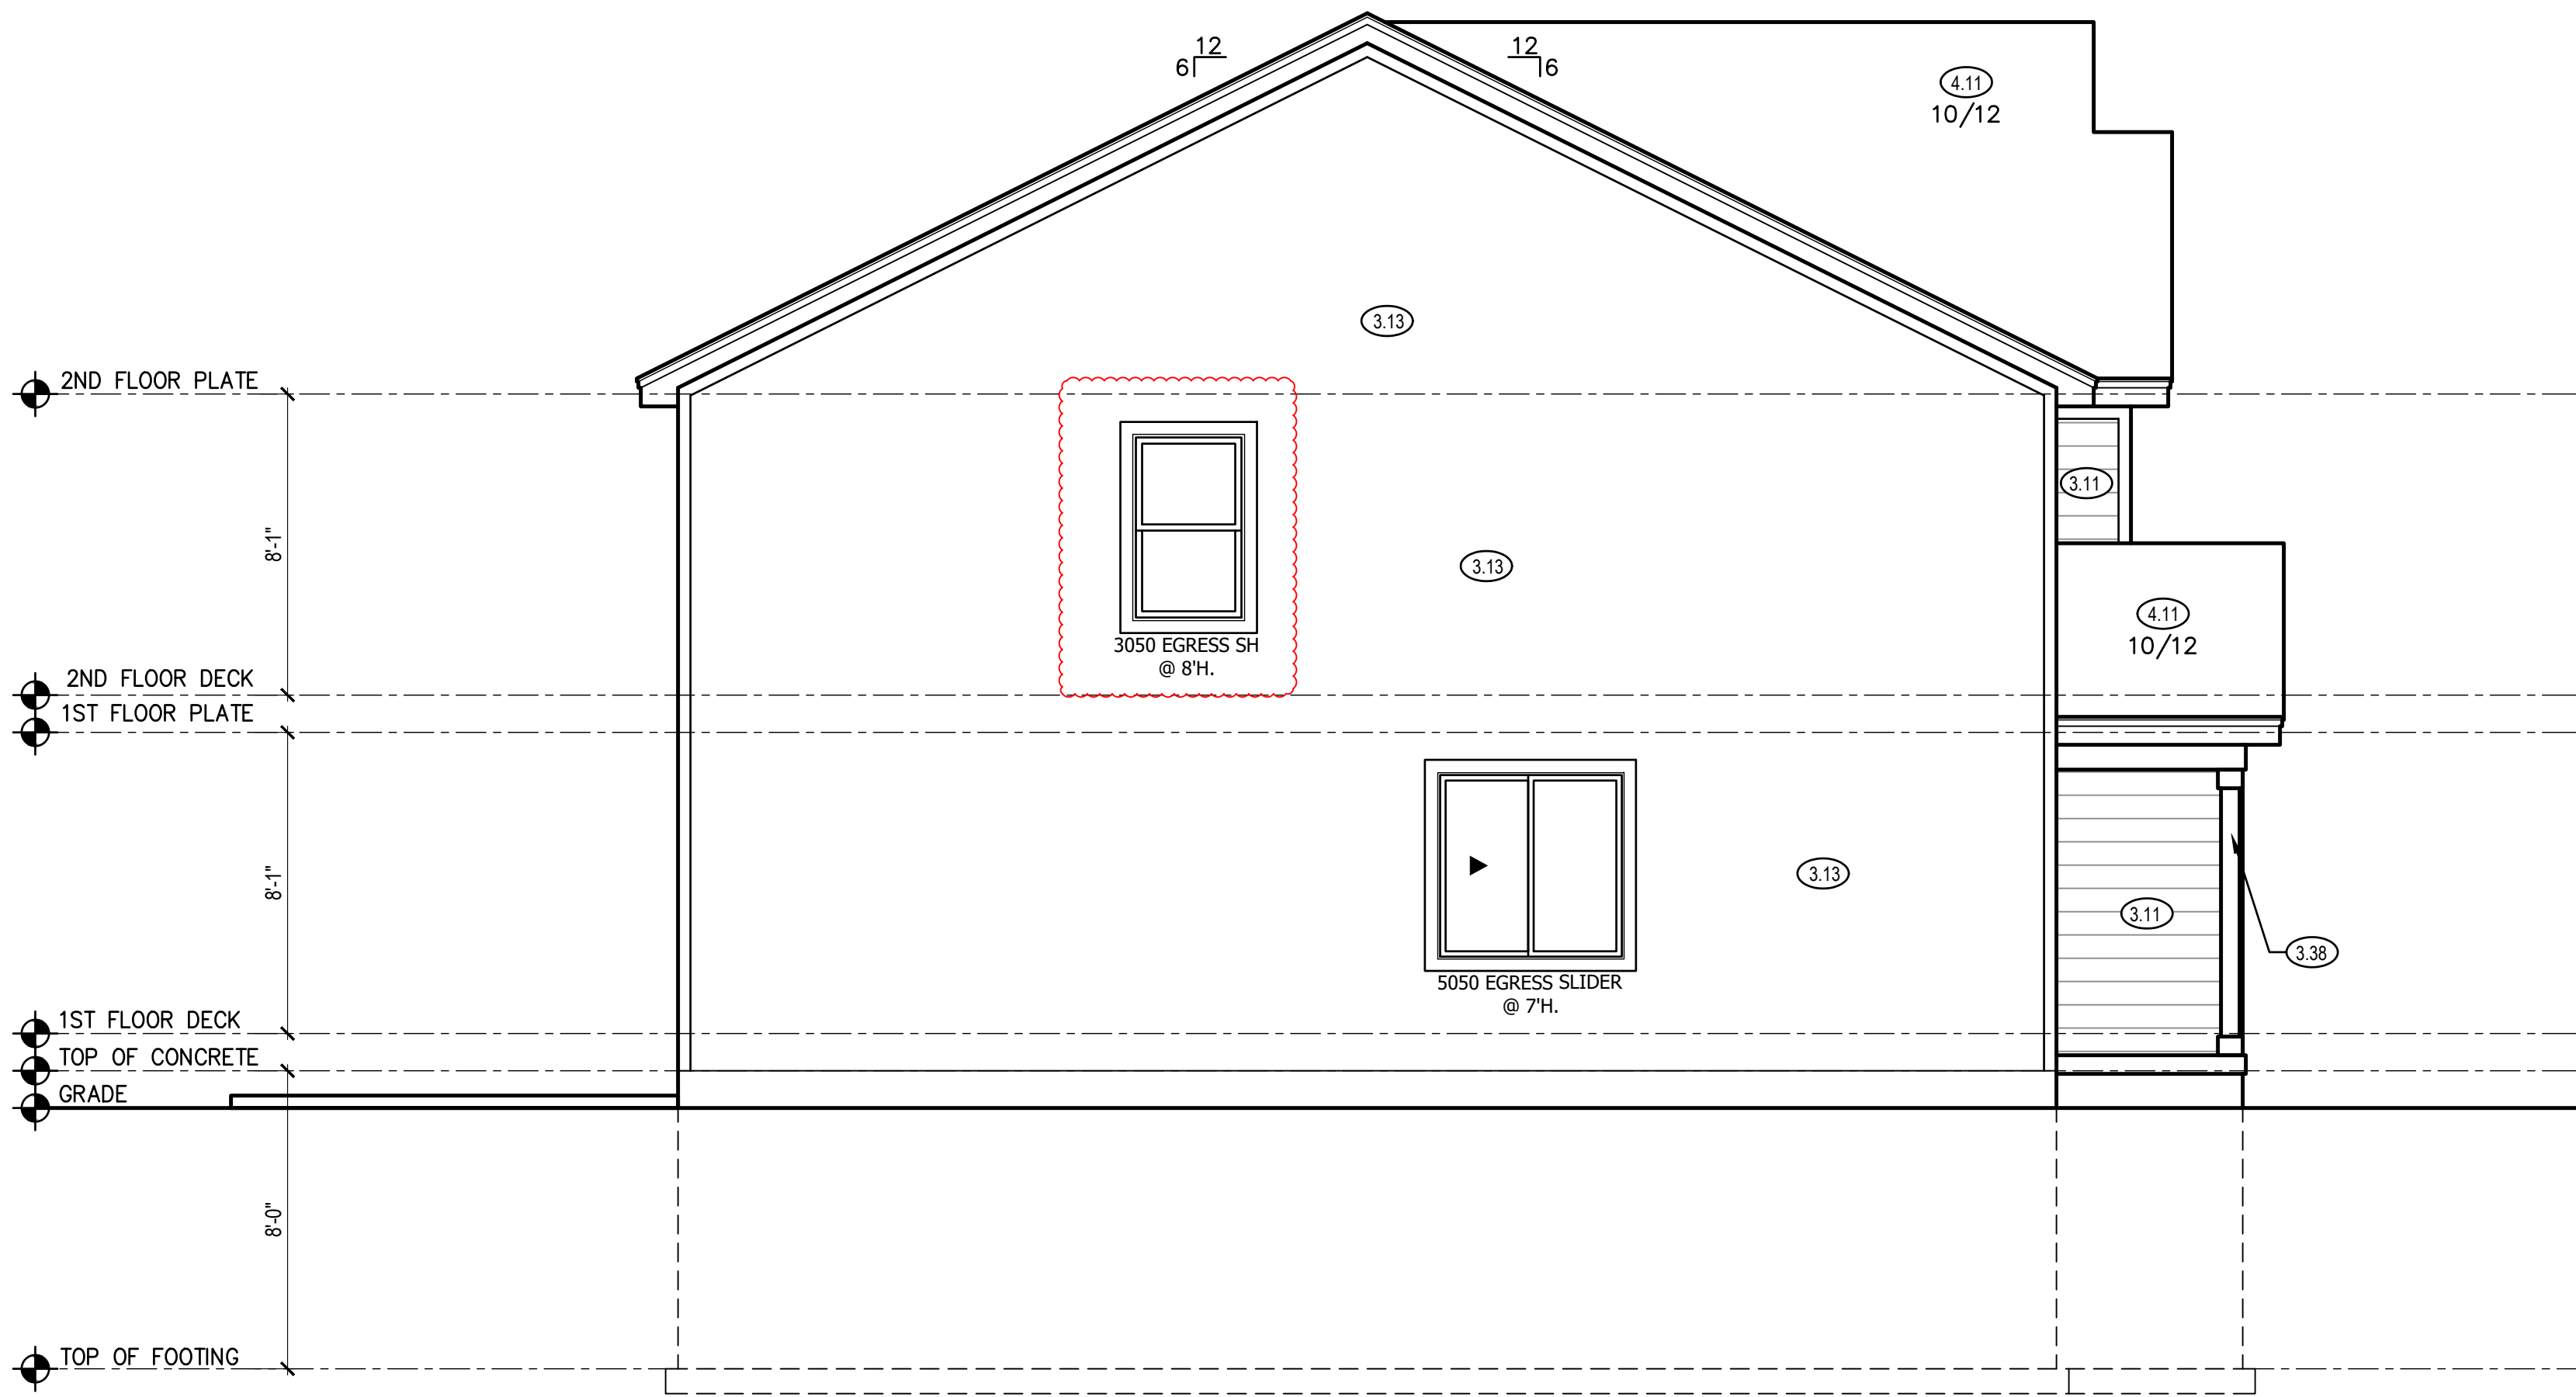 12
6
12
6
4.11
10/12
3.13
2ND FLOOR PLATE
3.11
8'-1"
3.13
4.11
10/12
3050 EGRESS SH
@ 8'H.
2ND FLOOR DECK
1ST FLOOR PLATE
8'-1"
3.13
3.11
3.38
5050 EGRESS SLIDER
@ 7'H.
1ST FLOOR DECK
TOP OF CONCRETE
GRADE
8'-0"
TOP OF FOOTING